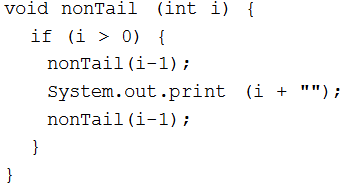 void nonTail (int i) {
if (i > 0) {
nonTail(i-1);
System.out.print (i + "");
nonTail(i-1);
}
}